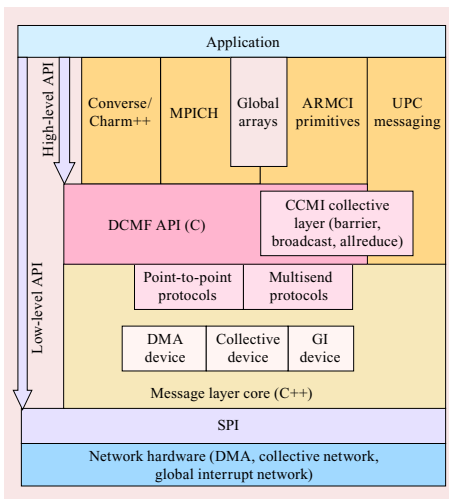 Application
High-level API
Low-level API
Converse/
Charm++
MPICH
Global
arrays
ARMCI
primitives
UPC
messaging
DCMF API (C)
CCMI collective
layer (barrier,
broadcast, allreduce)
Point-to-point
protocols
Multisend
protocols
DMA
device
Collective
device
GI
device
Message layer core (C++)
SPI
Network hardware (DMA, collective network,
global interrupt network)